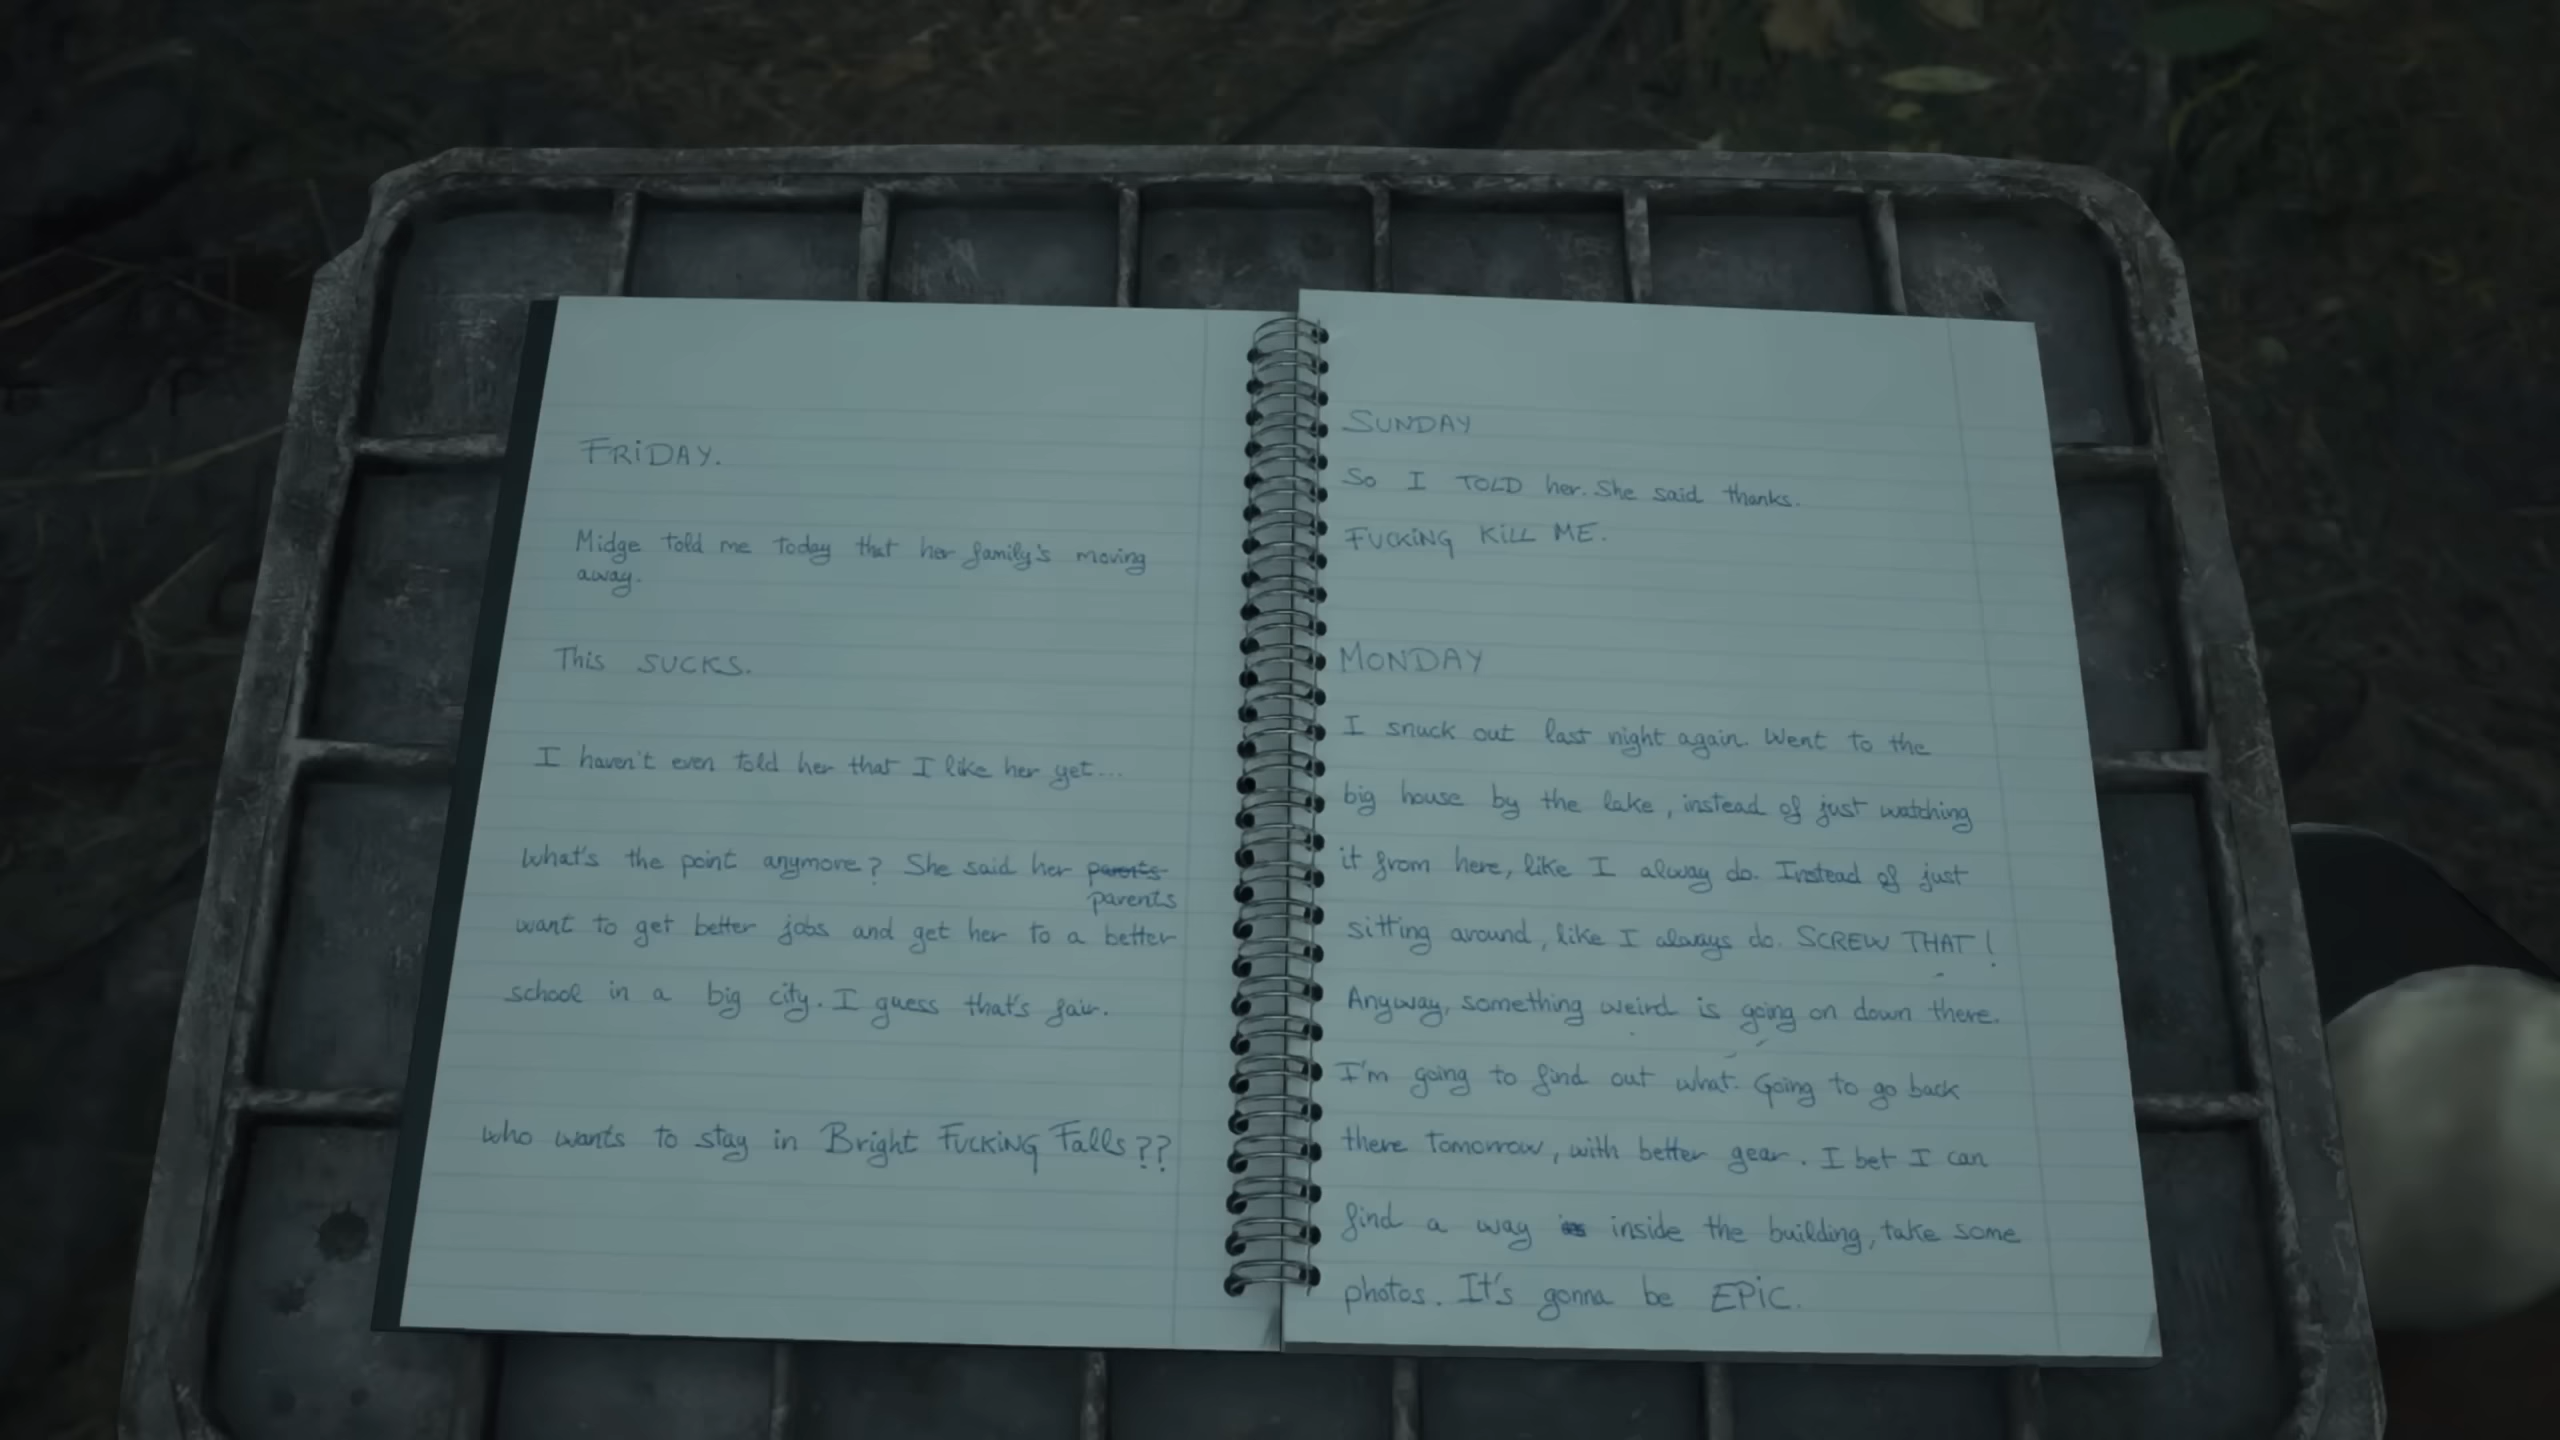 FRiDAY.
Midge told me today that her family's moving
away.
This SUCKS.
I haven't even told her that I like her yet...
What's the point anymore? She said her parents
parents
want to get better jobs and get her to a better
school in a big city. I guess that's fair.
who wants to stay in Bright FUCKiNG Falls??
SUNDAY
So I TOLD her. She said thanks.
FUCKiNG KiLL ME.
MONDAY
I snuck out last night again. Went to the
big house by the lake, instead of just watching
it from here, like I alway do. Instead of just
sitting around, like I always do. SCREW THAT!
Anyway, something weird is going on down there.
I'm going to find out what. Going to go back
there tomorrow, with better gear. I bet I can
find a way inside the building, take some
photos. It's gonna be EPiC.